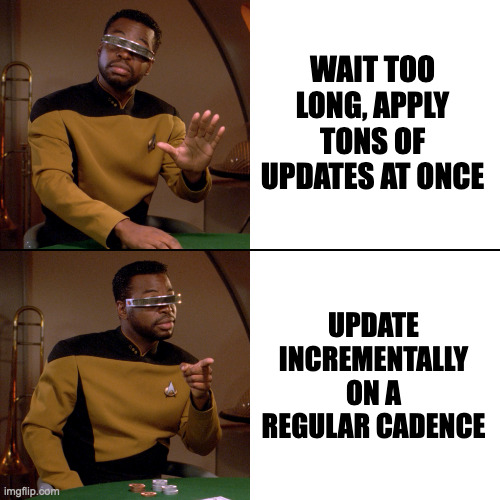 WAIT TOO
LONG, APPLY
TONS OF
UPDATES AT ONCE
UPDATE
INCREMENTALLY
ON A
REGULAR CADENCE
imgflip.com